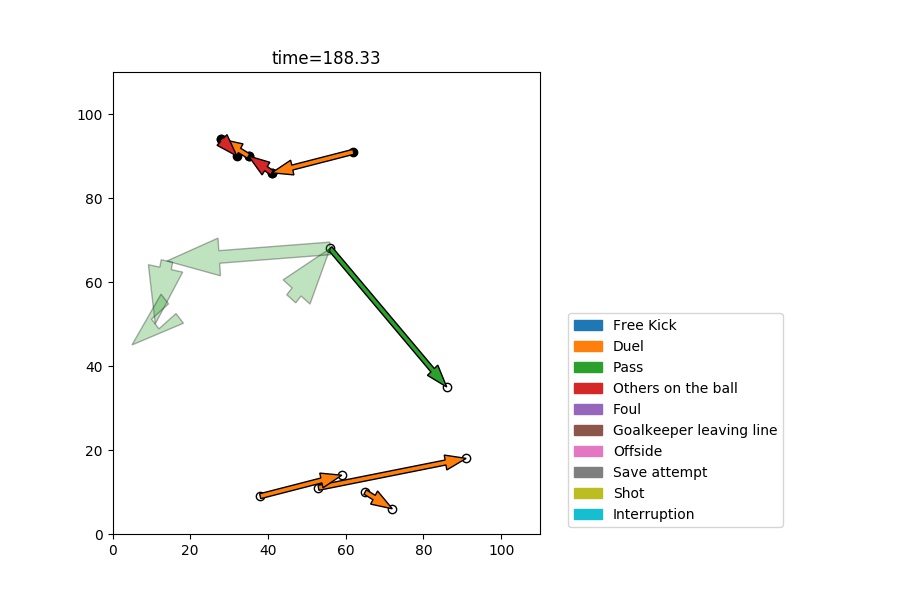 time=188.33
100
80
60
40
20
0
0 20 40 60 80 100
Free Kick
Duel
Pass
Others on the ball
Foul
Goalkeeper leaving line
Offside
Save attempt
Shot
Interruption